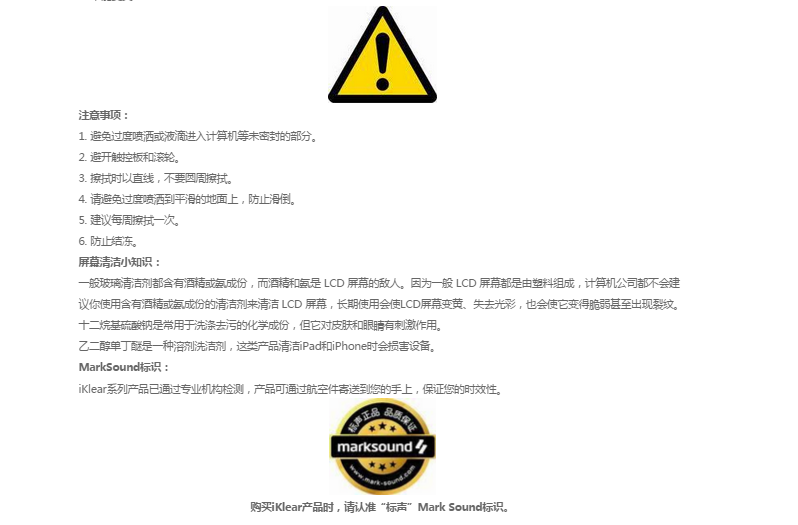 注意事项：
1. 避免过度喷洒或液滴进入计算机等未密封的部分。
2. 避开触控板和滚轮。
3. 擦拭时以直线，不要圆周擦拭。
4. 请避免过度喷洒到平滑的地面上，防止滑倒。
5. 建议每周擦拭一次。
6. 防止结冻。
屏幕清洁小知识：
一般玻璃清洁剂都含有酒精或氨成份，而酒精和氨是 LCD 屏幕的敌人。因为一般 LCD 屏幕都是由塑料组成，计算机公司都不会建
议你使用含有酒精或氨成份的清洁剂来清洁 LCD 屏幕，长期使用会使LCD屏幕变黄、失去光彩，也会使它变得脆弱甚至出现裂纹。
十二烷基硫酸钠是常用于洗涤去污的化学成份，但它对皮肤和眼睛有刺激作用。
乙二醇单丁醚是一种溶剂洗洁剂，这类产品清洁iPad和iPhone时会损害设备。
MarkSound标识：
iKlear系列产品已通过专业机构检测，产品可通过航空件寄送到您的手上，保证您的时效性。
标声正品 品质保证
marksound
www.mark-sound.com
购买iKlear产品时，请认准“标声”Mark Sound标识。